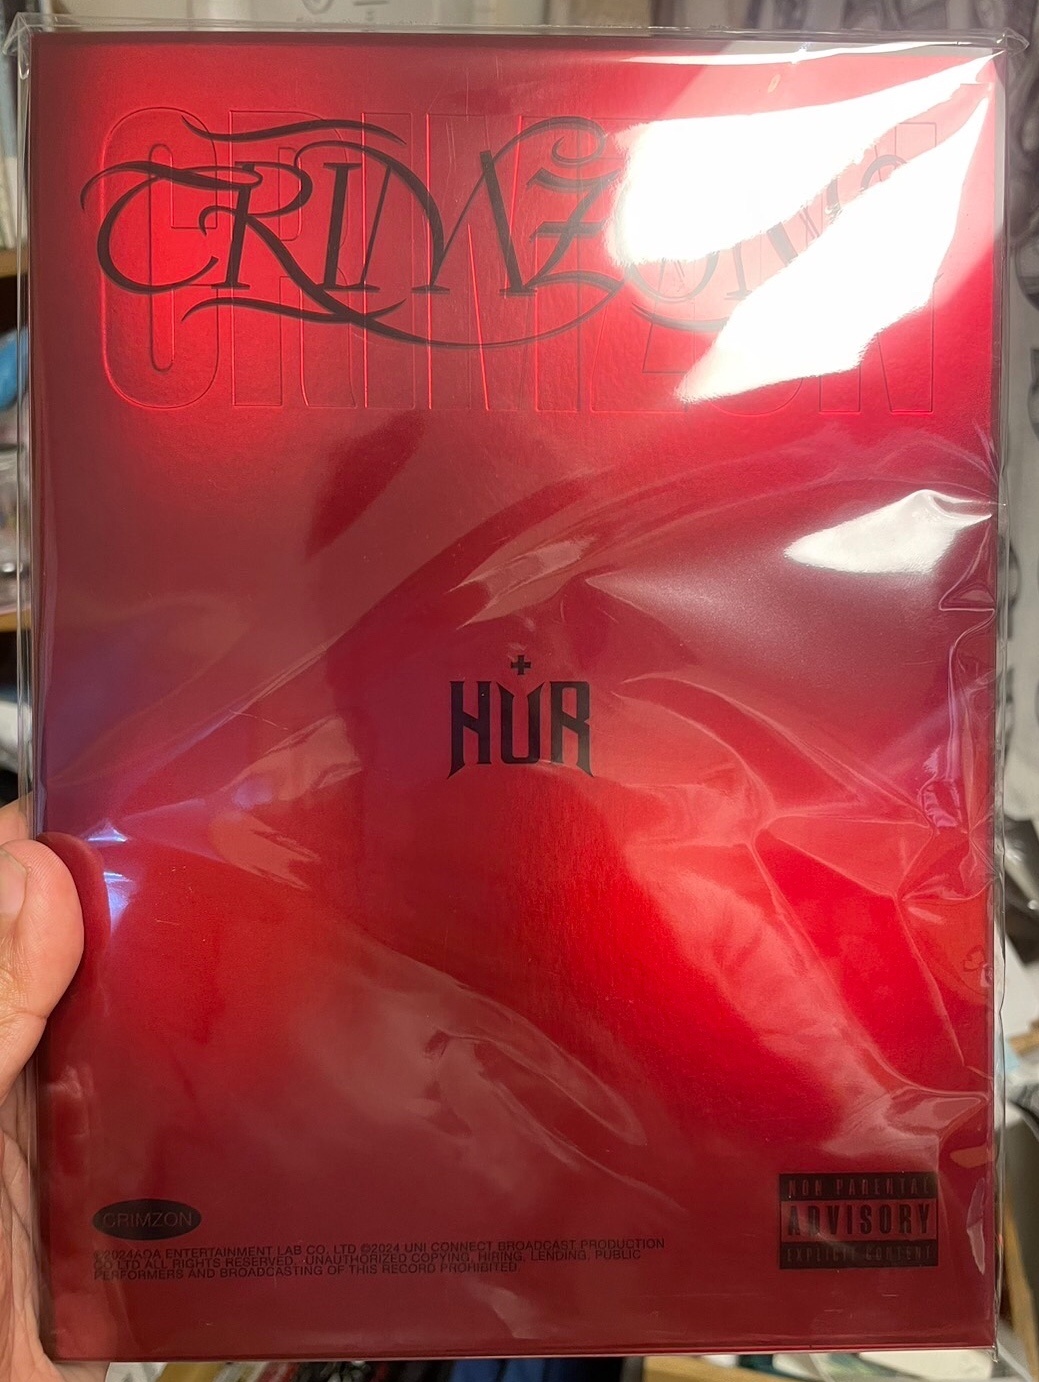 CRIMZON
CRIMZON
HUR
CRIMZON
©2024AOA ENTERTAINMENT LAB CO. LTD ©2024 UNI CONNECT BROADCAST PRODUCTION
CO LTD ALL RIGHTS RESERVED. UNAUTHORIZED COPYING, HIRING, LENDING, PUBLIC
PERFORMERS AND BROADCASTING OF THIS RECORD PROHIBITED
NON PARENTAL
ADVISORY
EXPLICIT CONTENT